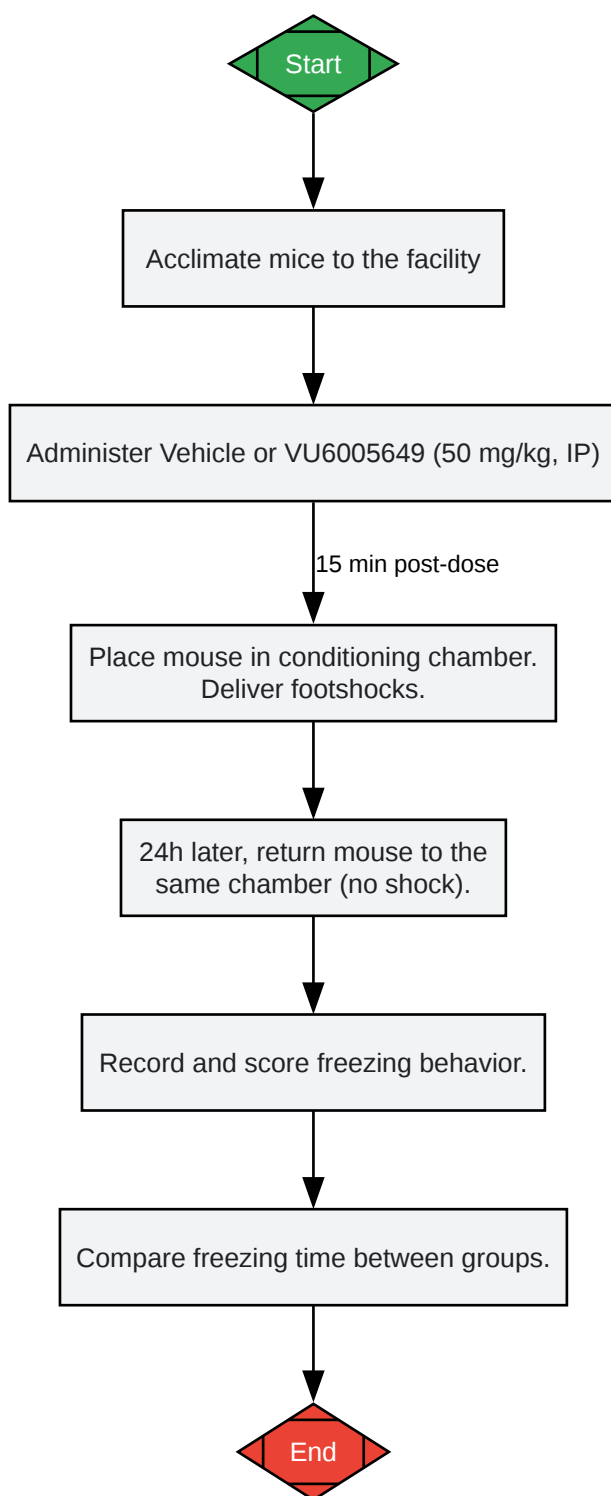 Start
Acclimate mice to the facility
Administer Vehicle or VU6005649 (50 mg/kg, IP)
15 min post-dose
Place mouse in conditioning chamber.
Deliver footshocks.
24h later, return mouse to the
same chamber (no shock).
Record and score freezing behavior.
Compare freezing time between groups.
End